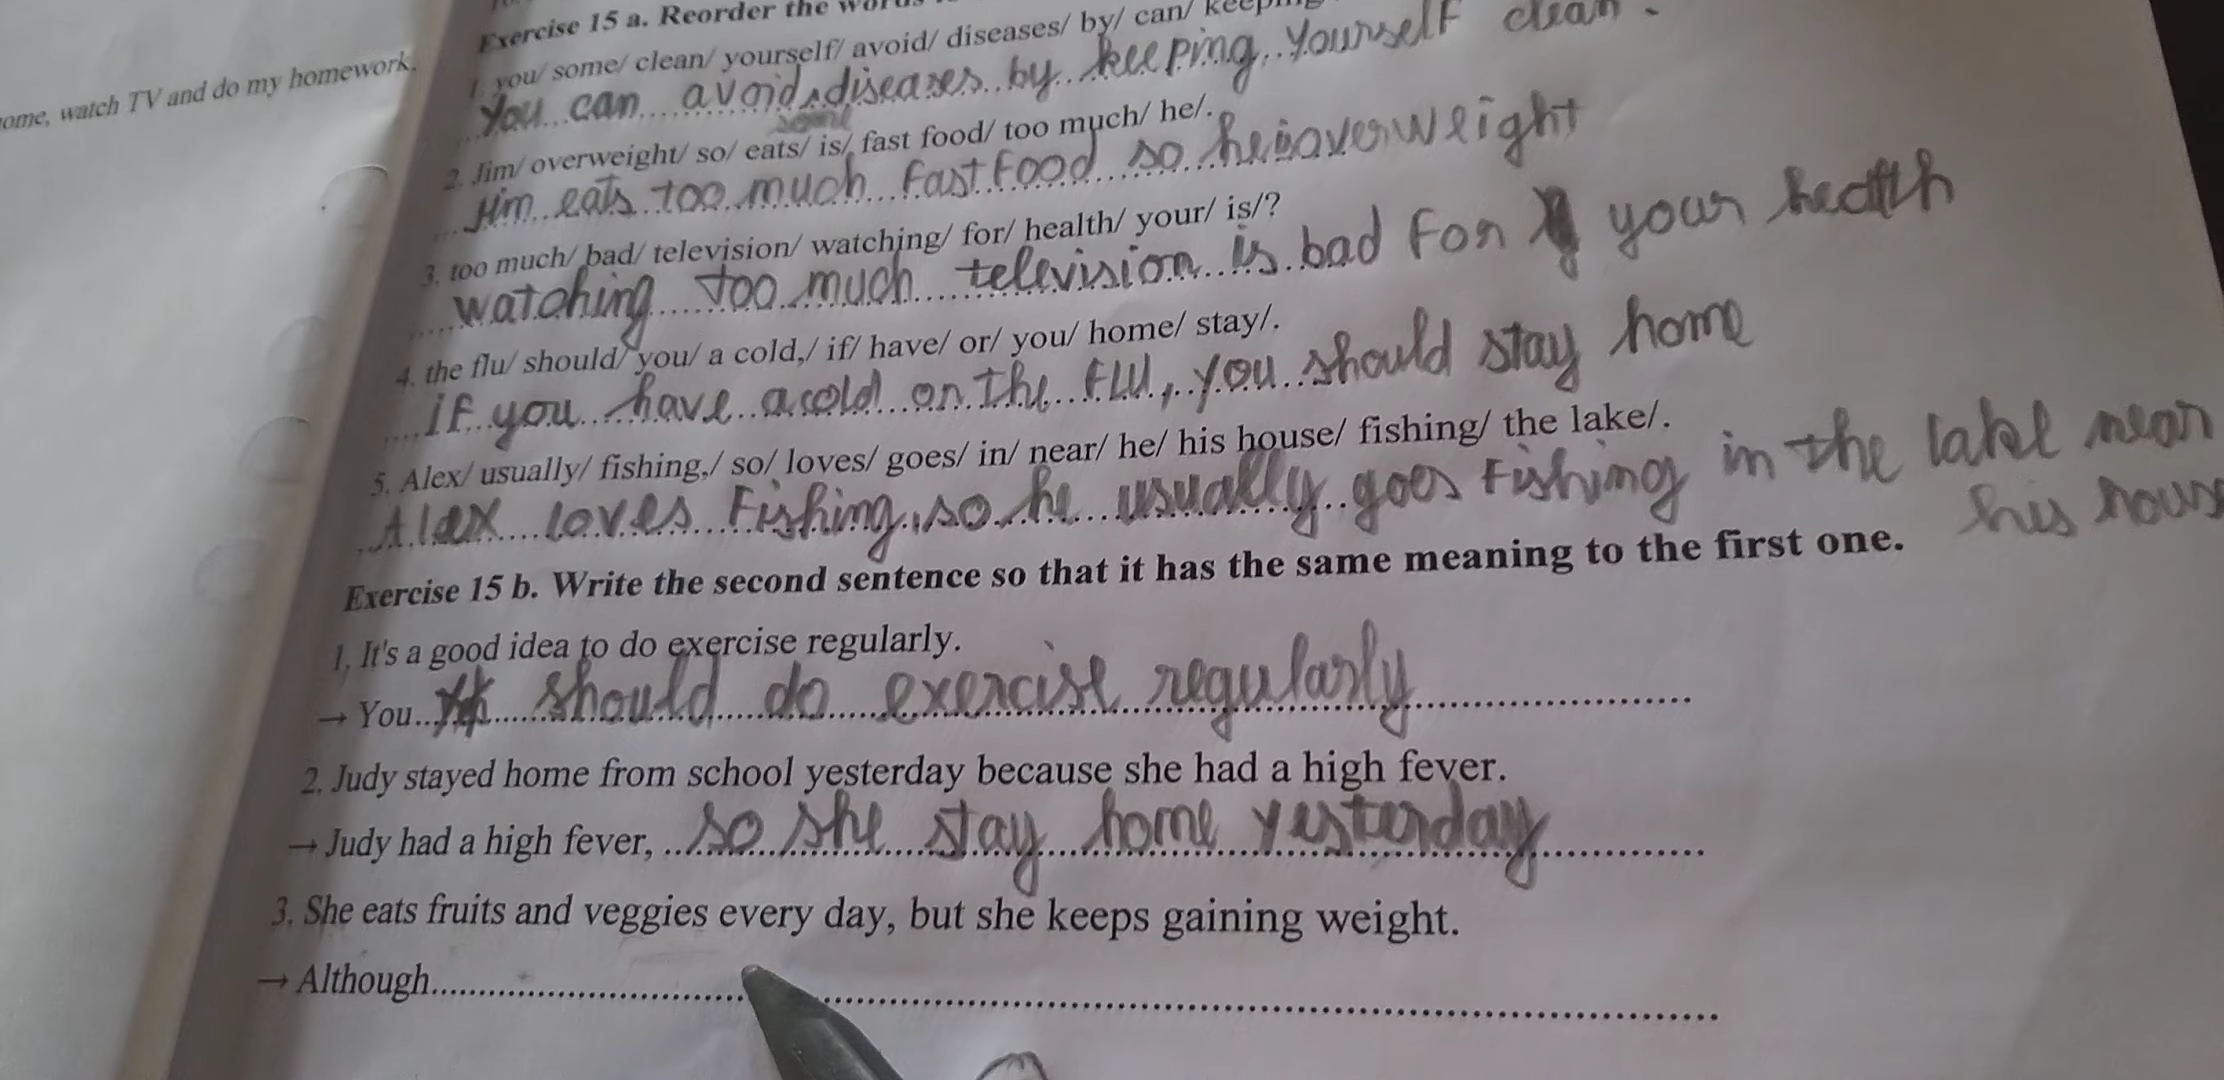 ome, watch TV and do my homework.
Exercise 15 a. Reorder the words
1. you/ some/ clean/ yourself/ avoid/ diseases/ by/ can/ keeping
You can avoid diseases by keeping yourself clean.
some
2. Jim/ overweight/ so/ eats/ is/ fast food/ too much/ he/.
Jim eats too much fast food so he is overweight
3. too much/ bad/ television/ watching/ for/ health/ your/ is/?
watching too much television is bad for your health
4. the flu/ should/ you/ a cold,/ if/ have/ or/ you/ home/ stay/.
if you have a cold or the flu, you should stay home
5. Alex/ usually/ fishing,/ so/ loves/ goes/ in/ near/ he/ his house/ fishing/ the lake/.
Alex loves Fishing, so he usually goes Fishing in the lake near
his hous
Exercise 15 b. Write the second sentence so that it has the same meaning to the first one.
1. It's a good idea to do exercise regularly.
→ You should do exercise regularly
2. Judy stayed home from school yesterday because she had a high fever.
→ Judy had a high fever, so she stay home yesterday
3. She eats fruits and veggies every day, but she keeps gaining weight.
→ Although